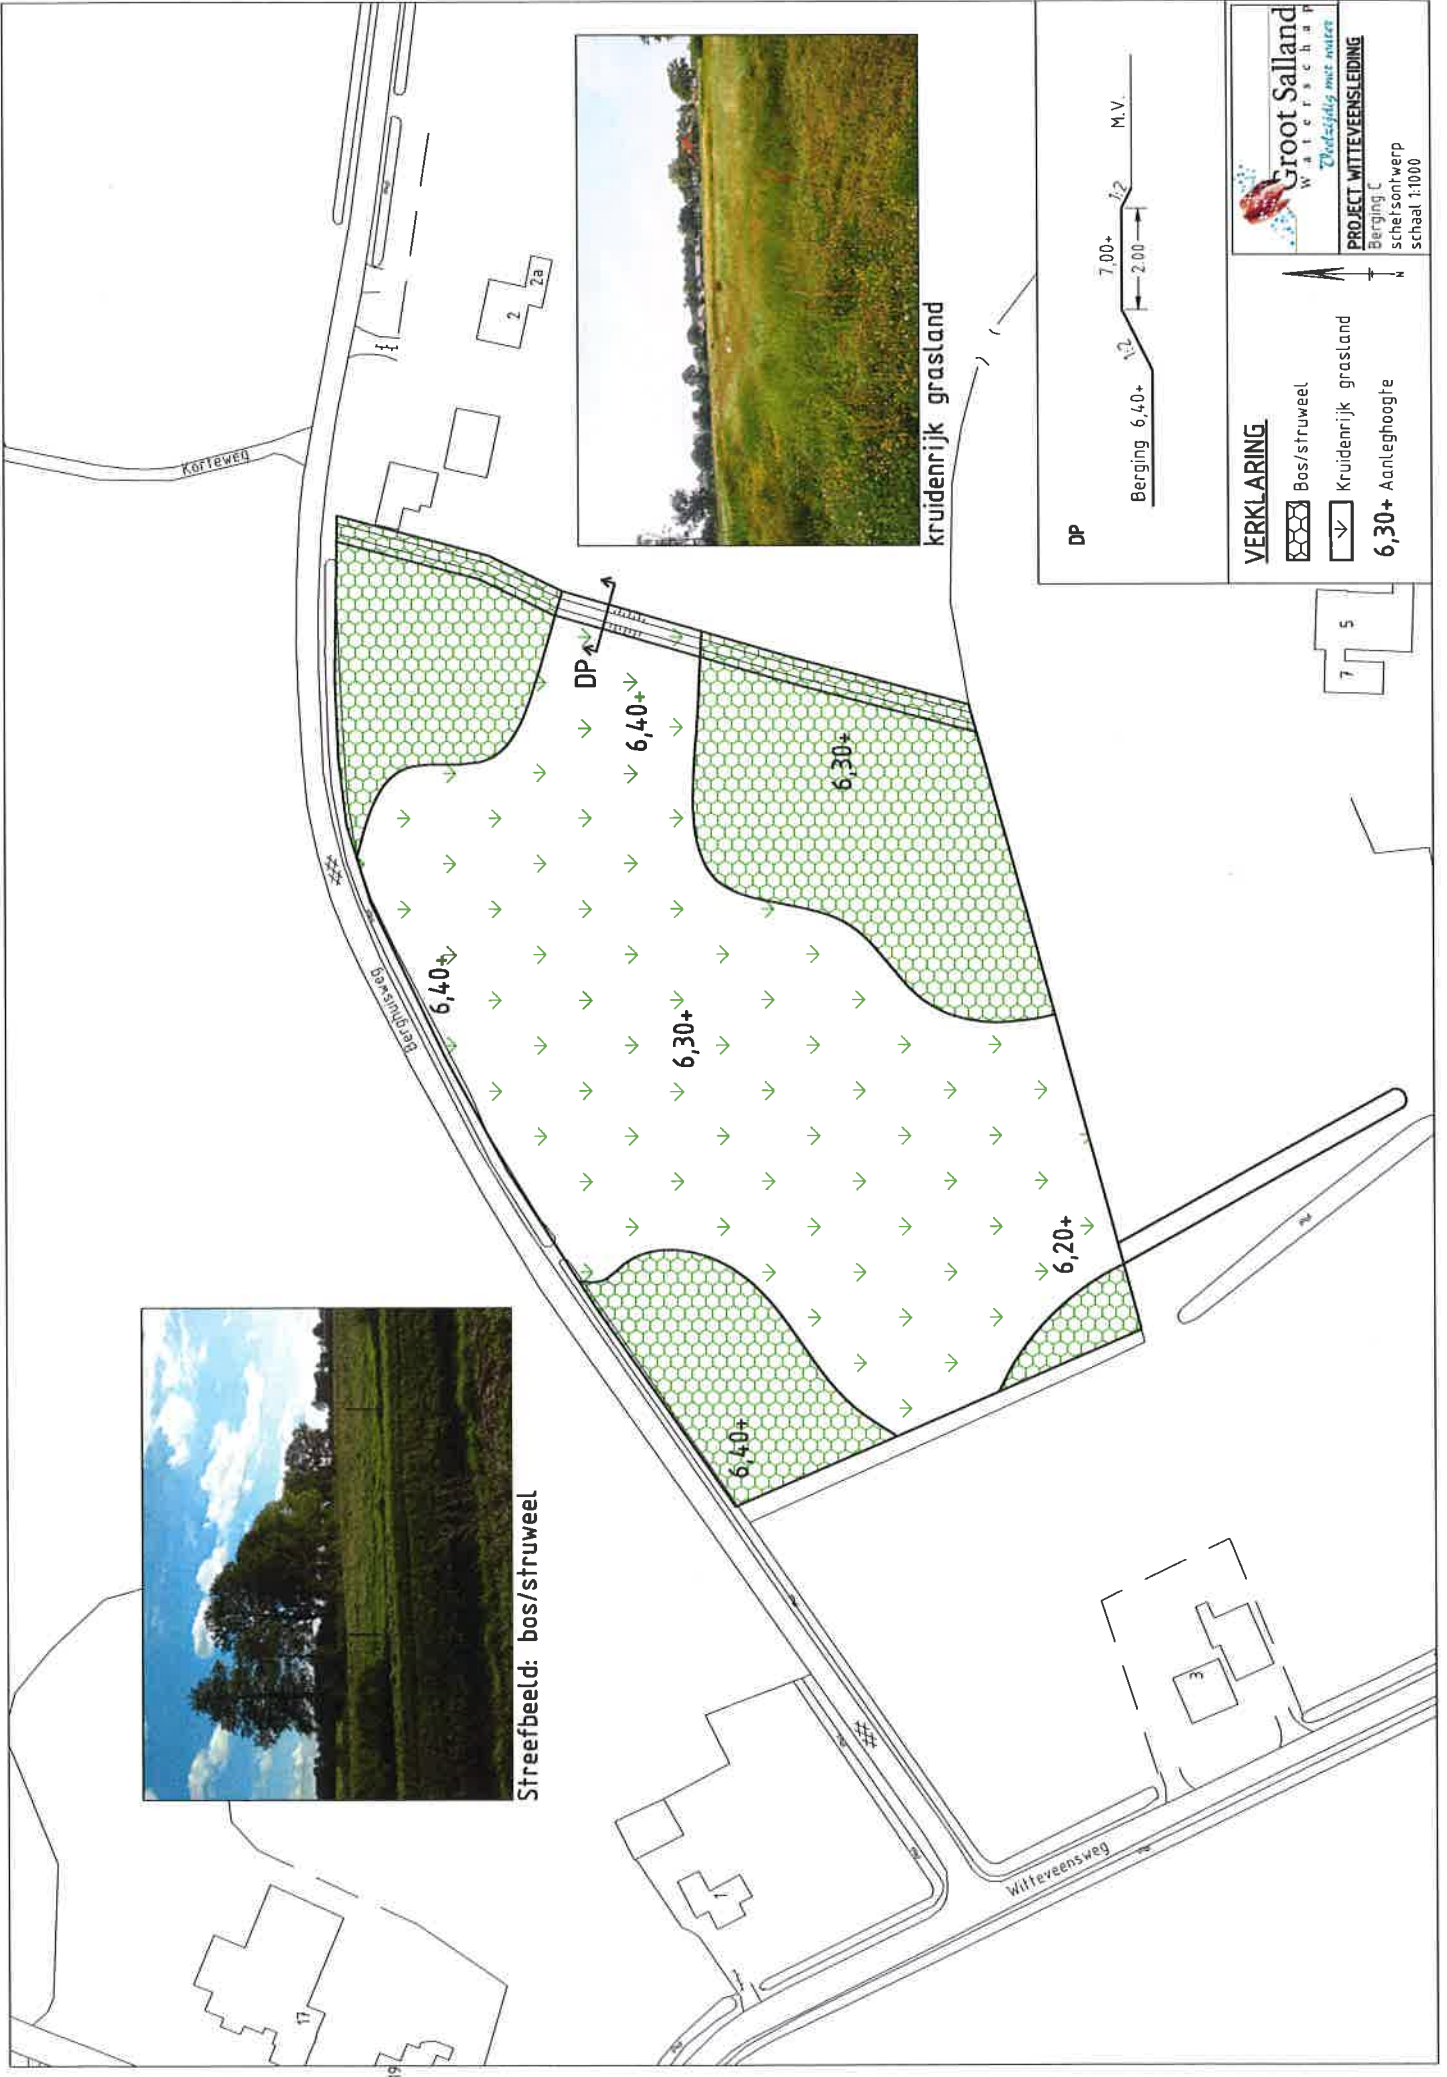 Korteweg
Berghuisweg
Witteveensweg
2
2a
17
19
1
3
5
7
DP
6,40+
6,40+
6,30+
6,30+
6,20+
6,40+
Streefbeeld: bos/struweel
kruidenrijk grasland
DP
Berging 6,40+
1:2
7,00+
2.00
1:2
M.V.
VERKLARING
Bos/struweel
Kruidenrijk grasland
6,30+ Aanleghoogte
N
Groot Salland
Waterschap
Veelzijdig met water
PROJECT WITTEVEENSLEIDING
Berging C
schetsontwerp
schaal 1:1000